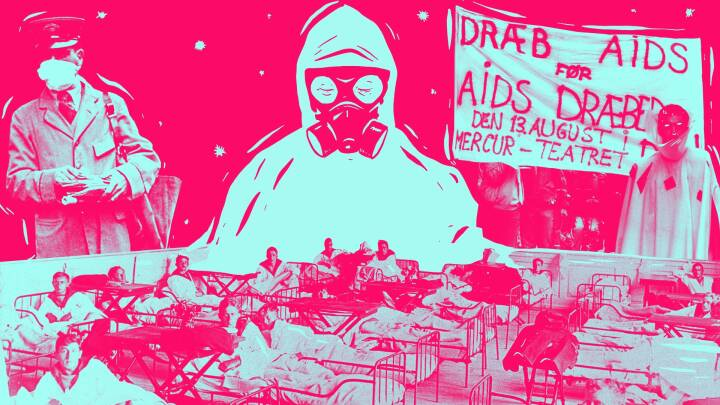 DRÆB AIDS
FØR
AIDS DRÆBER
DEN 13. AUGUST i
MERCUR-TEATRET